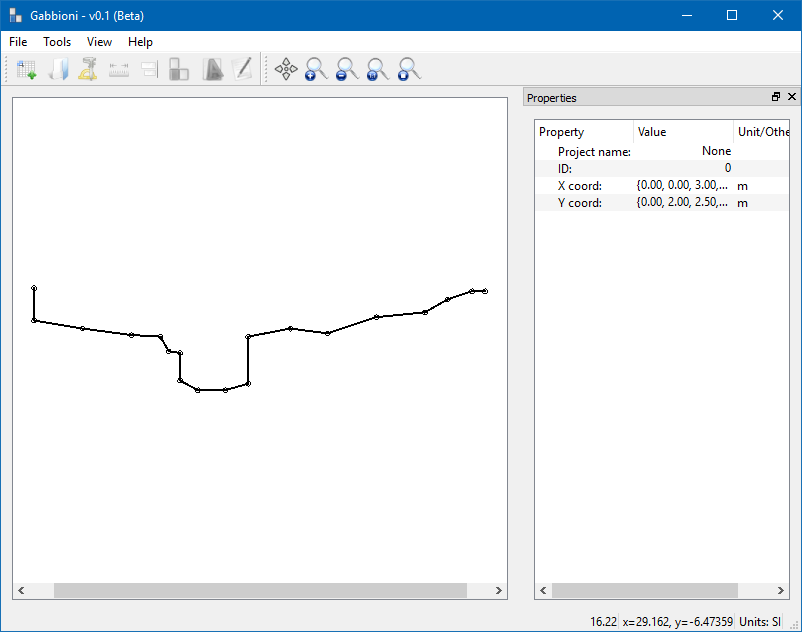 Gabbioni - v0.1 (Beta)
File Tools View Help
Properties
Property Value Unit/Othe
Project name: None
ID: 0
X coord: {0.00, 0.00, 3.00,... m
Y coord: {0.00, 2.00, 2.50,... m
16.22 x=29.162, y=-6.47359 Units: SI